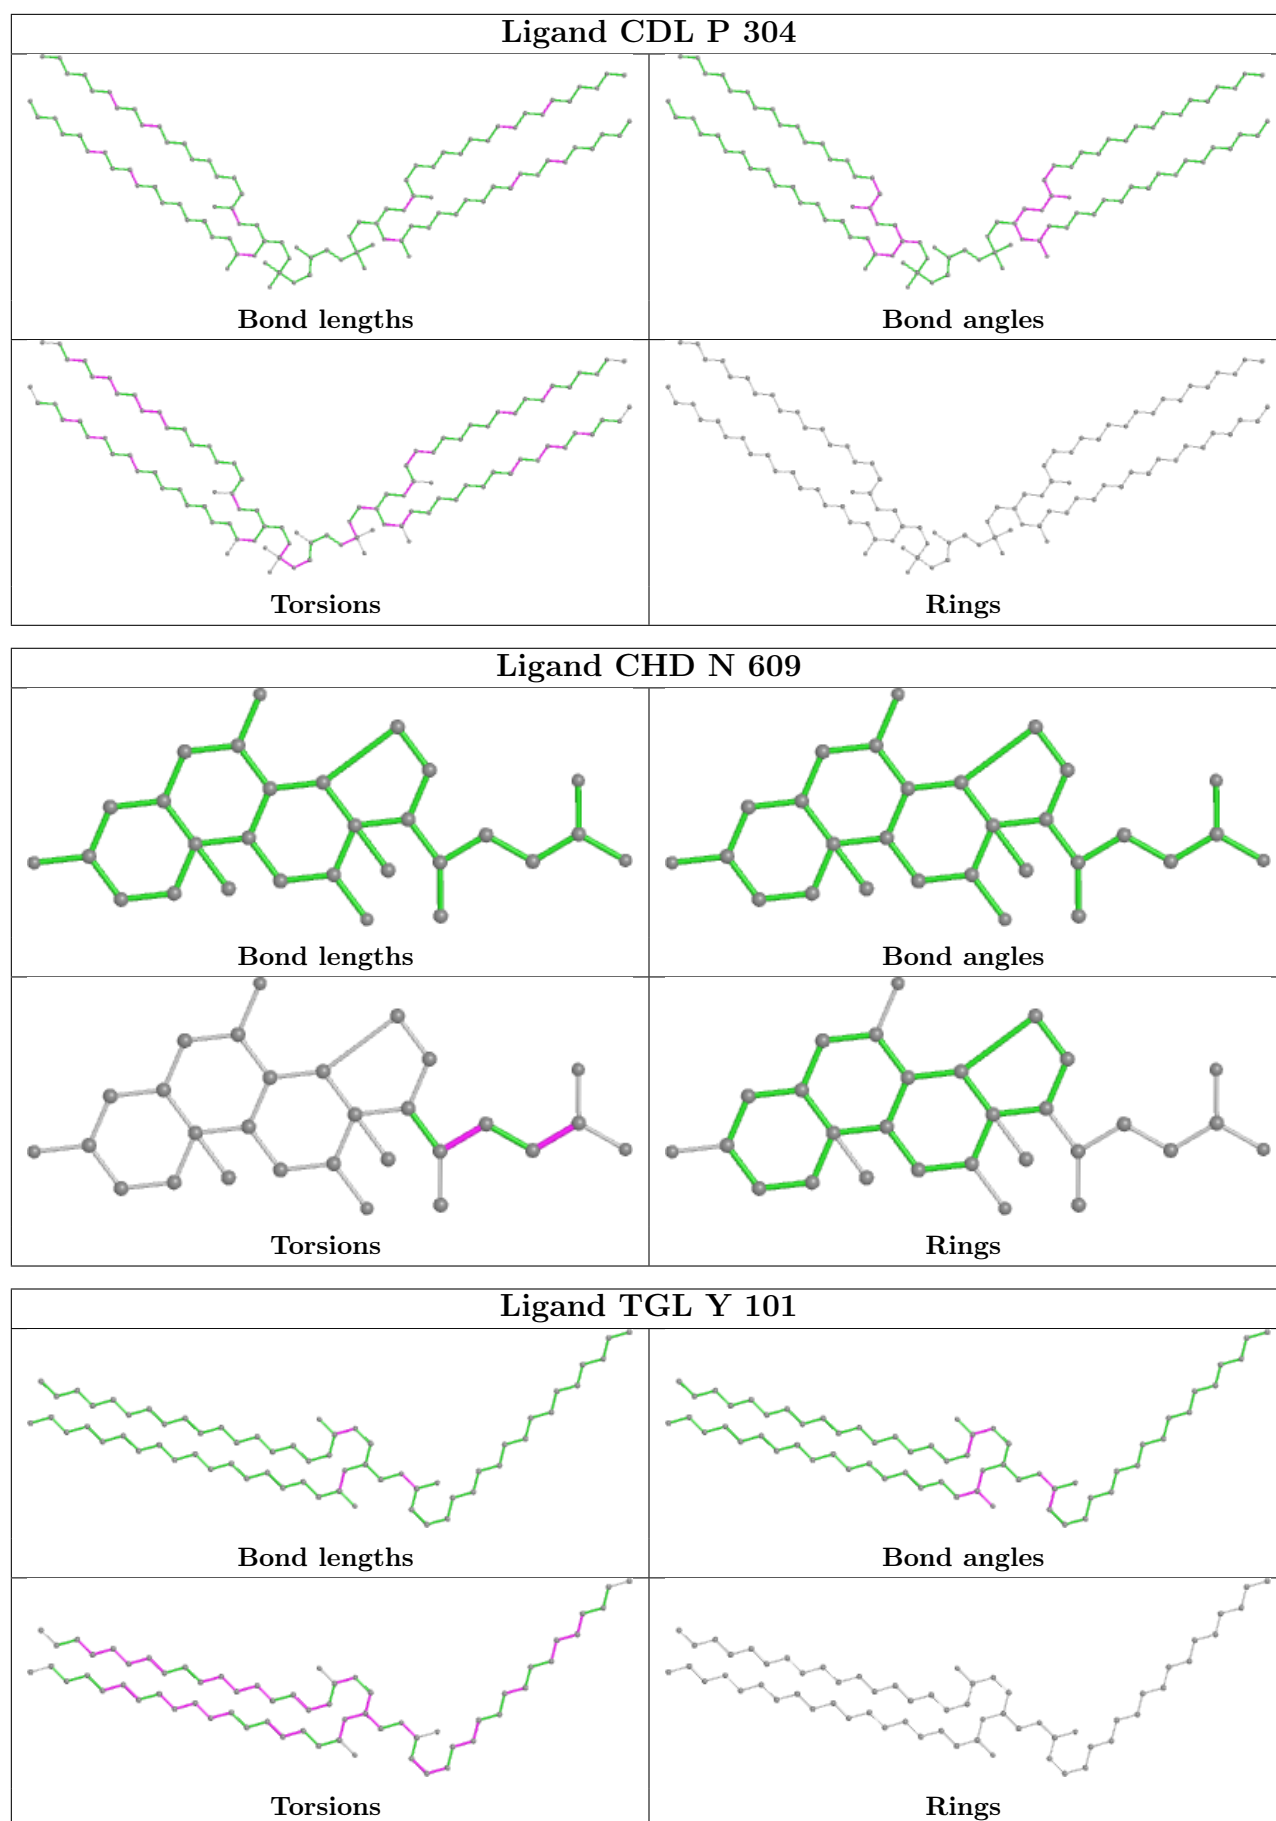 Ligand CDL P 304
Bond lengths
Bond angles
Torsions
Rings
Ligand CHD N 609
Bond lengths
Bond angles
Torsions
Rings
Ligand TGL Y 101
Bond lengths
Bond angles
Torsions
Rings